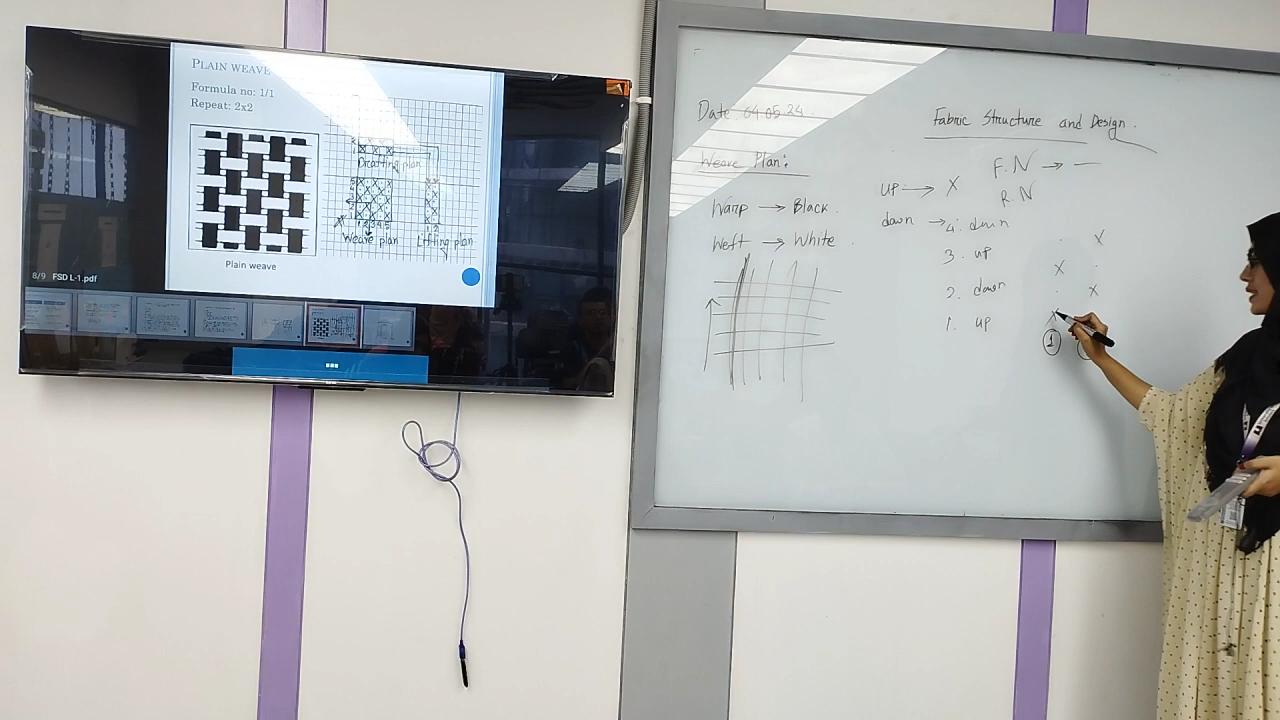 PLAIN WEAVE
Formula no: 1/1
Repeat: 2x2
Drafting plan
Weave plan
Lifting plan
Plain weave
8/9 FSD L-1.pdf
Date: 04.05.24
Fabric Structure and Design.
Weave Plan:
F.N → —
UP → X
R.N
Warp → Black.
down →
4. down
X
Weft → White.
3. up
X
2. down
X
1. up
X
1